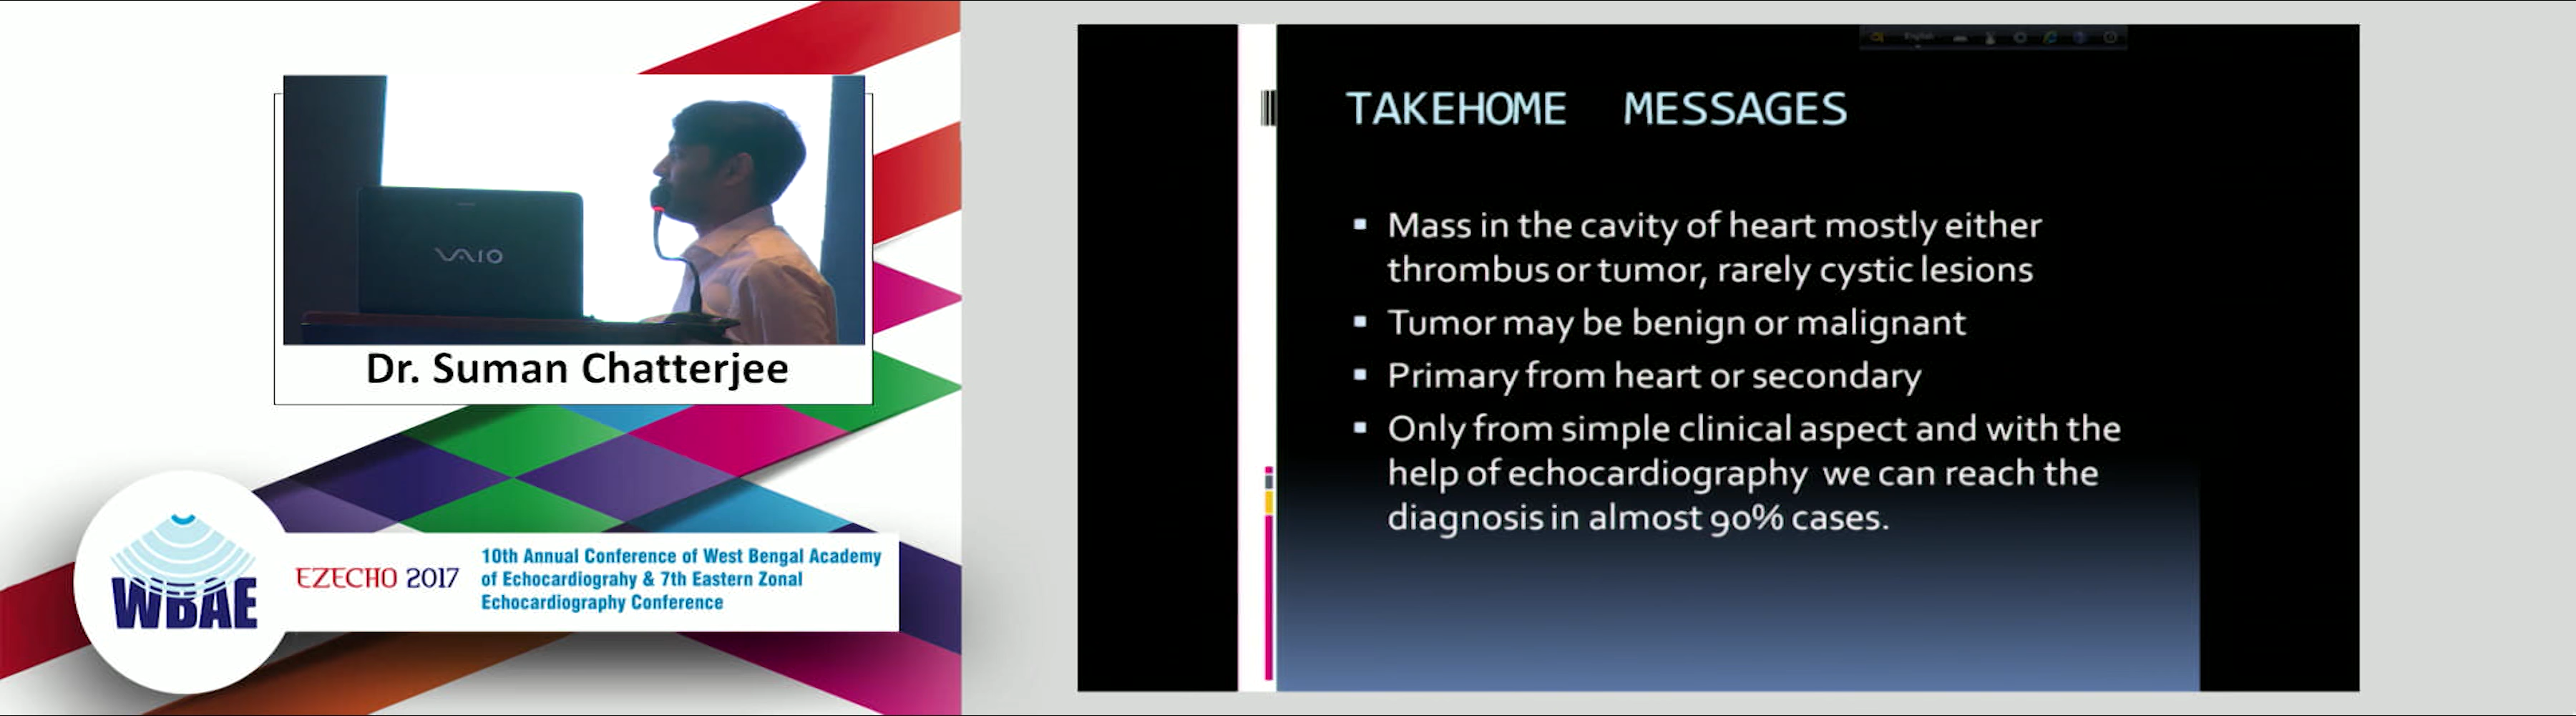 VAIO
Dr. Suman Chatterjee
WBAE
EZECHO 2017
10th Annual Conference of West Bengal Academy
of Echocardiograhy & 7th Eastern Zonal
Echocardiography Conference
English
TAKEHOME MESSAGES
▪ Mass in the cavity of heart mostly either
thrombus or tumor, rarely cystic lesions
▪ Tumor may be benign or malignant
▪ Primary from heart or secondary
▪ Only from simple clinical aspect and with the
help of echocardiography we can reach the
diagnosis in almost 90% cases.